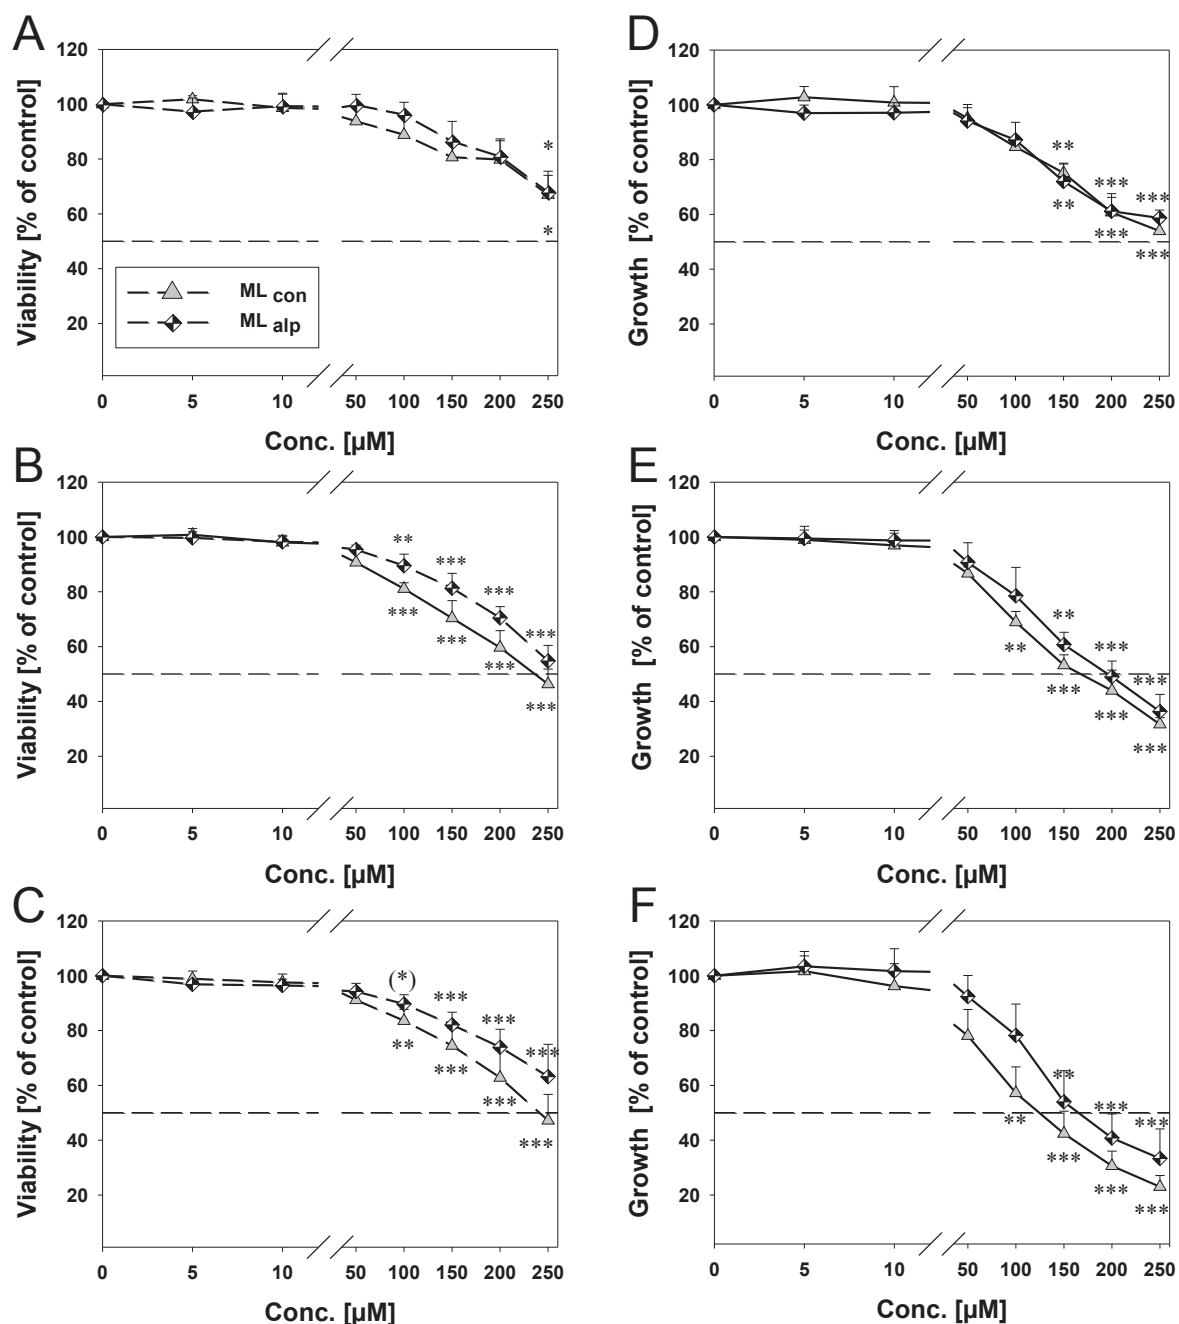 A
Viability [% of control]
120
100
80
60
40
20
*
*
ML con
ML alp
0 5 10 50 100 150 200 250
Conc. [µM]
D
Growth [% of control]
120
100
80
60
40
20
** *** ***
** *** ***
0 5 10 50 100 150 200 250
Conc. [µM]
B
Viability [% of control]
120
100
80
60
40
20
** *** *** ***
*** *** *** ***
0 5 10 50 100 150 200 250
Conc. [µM]
E
Growth [% of control]
120
100
80
60
40
20
** *** ***
** *** *** ***
0 5 10 50 100 150 200 250
Conc. [µM]
C
Viability [% of control]
120
100
80
60
40
20
(*) *** *** ***
** *** *** ***
0 5 10 50 100 150 200 250
Conc. [µM]
F
Growth [% of control]
120
100
80
60
40
20
** *** ***
** *** *** ***
0 5 10 50 100 150 200 250
Conc. [µM]